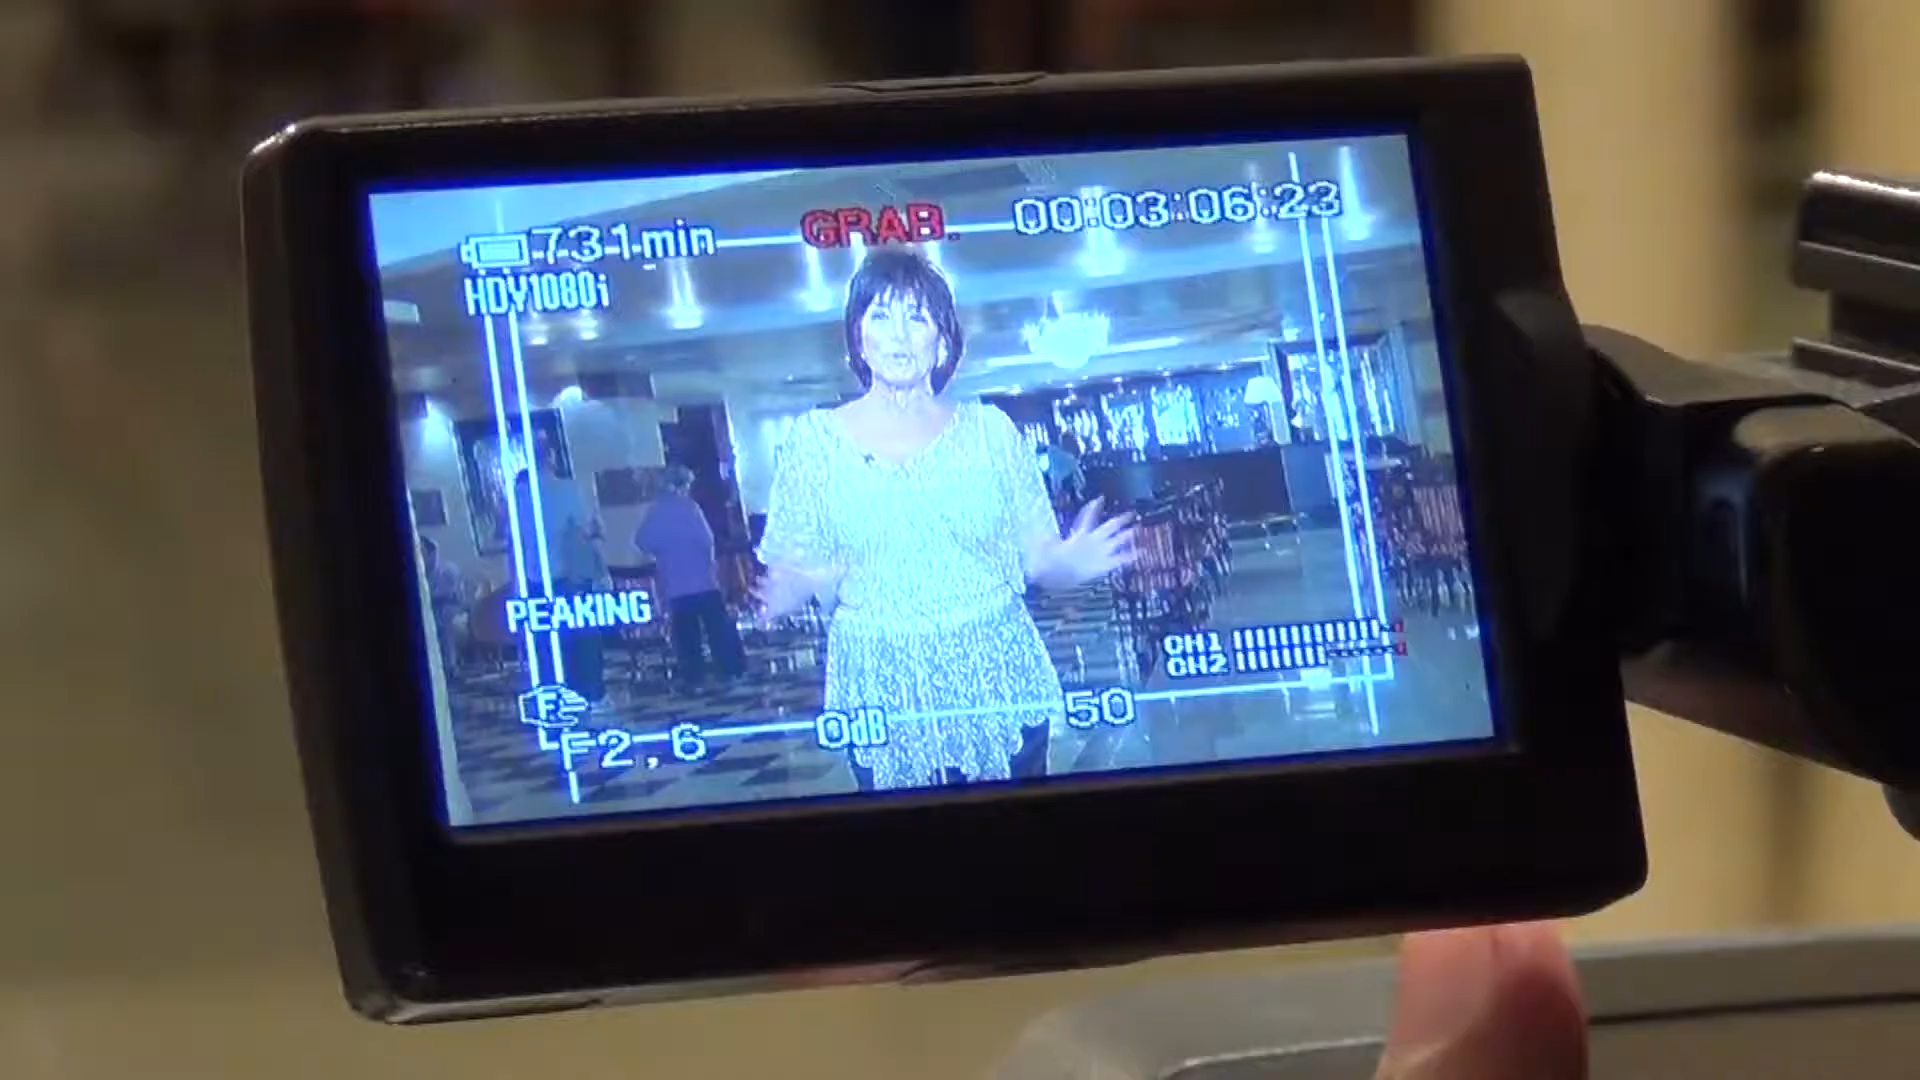 731min GRAB. 00:03:06:23
HDV1080i
PEAKING
CH1
CH2
F2,6 0dB 50